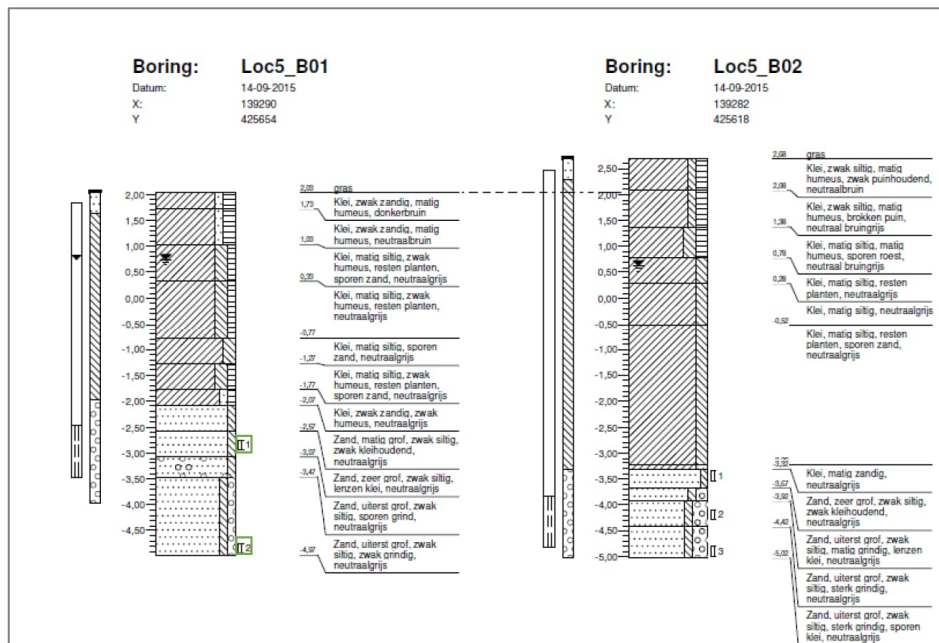 Boring: Loc5_B01
Datum: 14-09-2015
X: 139290
Y 425654
2,00
1,50
1,00
0,50
0,00
-0,50
-1,00
-1,50
-2,00
-2,50
-3,00
-3,50
-4,00
-4,50
1
2
2,03 gras
Klei, zwak zandig, matig
humeus, donkerbruin
1,73
Klei, zwak zandig, matig
humeus, neutraalbruin
1,03
Klei, matig siltig, zwak
humeus, resten planten,
sporen zand, neutraalgrijs
0,33
Klei, matig siltig, zwak
humeus, resten planten,
neutraalgrijs
-0,77
Klei, matig siltig, sporen
zand, neutraalgrijs
-1,27
Klei, matig siltig, zwak
humeus, resten planten,
sporen zand, neutraalgrijs
-1,77
Klei, zwak zandig, zwak
humeus, neutraalgrijs
-2,07
Zand, matig grof, zwak siltig,
zwak kleihoudend,
neutraalgrijs
-2,57
Zand, zeer grof, zwak siltig,
lenzen klei, neutraalgrijs
-3,07
Zand, uiterst grof, zwak
siltig, sporen grind,
neutraalgrijs
-3,47
Zand, uiterst grof, zwak
siltig, zwak grindig,
neutraalgrijs
-4,97
Boring: Loc5_B02
Datum: 14-09-2015
X: 139282
Y 425618
2,50
2,00
1,50
1,00
0,50
0,00
-0,50
-1,00
-1,50
-2,00
-2,50
-3,00
-3,50
-4,00
-4,50
-5,00
1
2
3
2,68 gras
Klei, zwak siltig, matig
humeus, zwak puinhoudend,
neutraalbruin
2,08
Klei, zwak siltig, matig
humeus, brokken puin,
neutraal bruingrijs
1,38
Klei, matig siltig, matig
humeus, sporen roest,
neutraal bruingrijs
0,78
Klei, matig siltig, resten
planten, neutraalgrijs
0,28
Klei, matig siltig, neutraalgrijs
-0,52
Klei, matig siltig, resten
planten, sporen zand,
neutraalgrijs
Klei, matig zandig,
neutraalgrijs
-3,67
Zand, zeer grof, zwak siltig,
zwak kleihoudend,
neutraalgrijs
-3,92
Zand, uiterst grof, zwak
siltig, matig grindig, lenzen
klei, neutraalgrijs
-4,42
Zand, uiterst grof, zwak
siltig, sterk grindig,
neutraalgrijs
-5,02
Zand, uiterst grof, zwak
siltig, sterk grindig, sporen
klei, neutraalgrijs